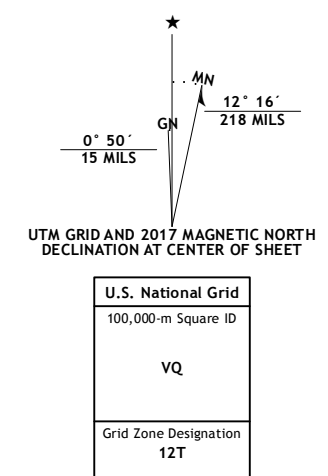 ★
MN
12° 16´
218 MILS
GN
0° 50´
15 MILS
UTM GRID AND 2017 MAGNETIC NORTH
DECLINATION AT CENTER OF SHEET
U.S. National Grid
100,000-m Square ID
VQ
Grid Zone Designation
12T